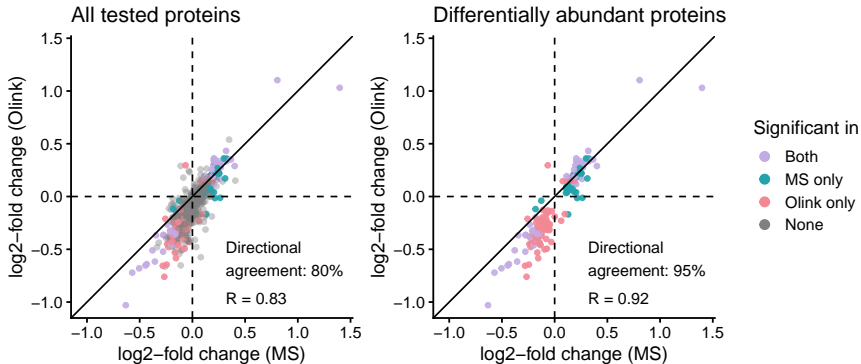 All tested proteins
1.5
1.0
0.5
0.0
−0.5
−1.0
log2−fold change (Olink)
Directional
agreement: 80%
R = 0.83
−1.0 −0.5 0.0 0.5 1.0 1.5
log2−fold change (MS)
Differentially abundant proteins
1.5
1.0
0.5
0.0
−0.5
−1.0
log2−fold change (Olink)
Directional
agreement: 95%
R = 0.92
−1.0 −0.5 0.0 0.5 1.0 1.5
log2−fold change (MS)
Significant in
Both
MS only
Olink only
None